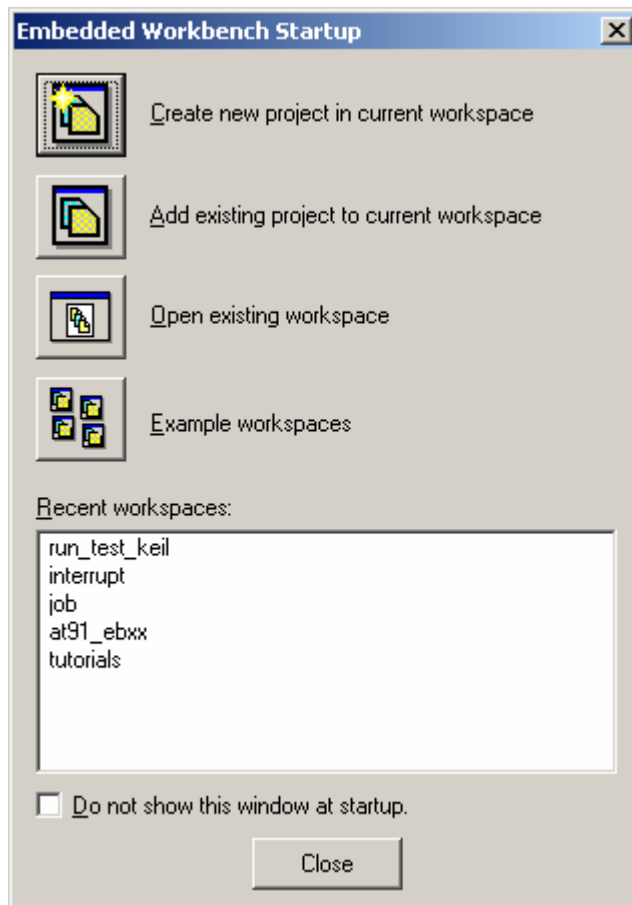 Embedded Workbench Startup
Create new project in current workspace
Add existing project to current workspace
Open existing workspace
Example workspaces
Recent workspaces:
run_test_keil
interrupt
job
at91_ebxx
tutorials
Do not show this window at startup.
Close